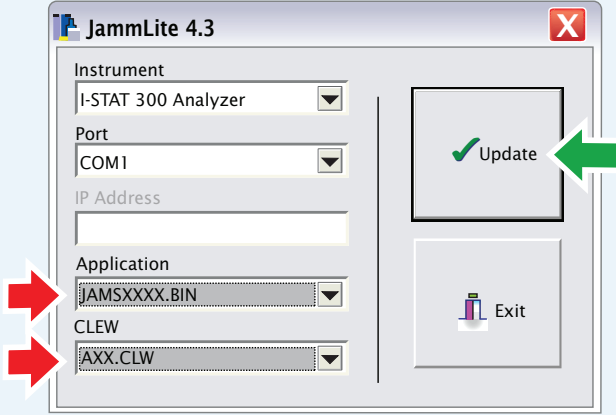 JammLite 4.3
X
Instrument
I-STAT 300 Analyzer
Port
COM1
IP Address
Application
JAMSXXXX.BIN
CLEW
AXX.CLW
Update
Exit